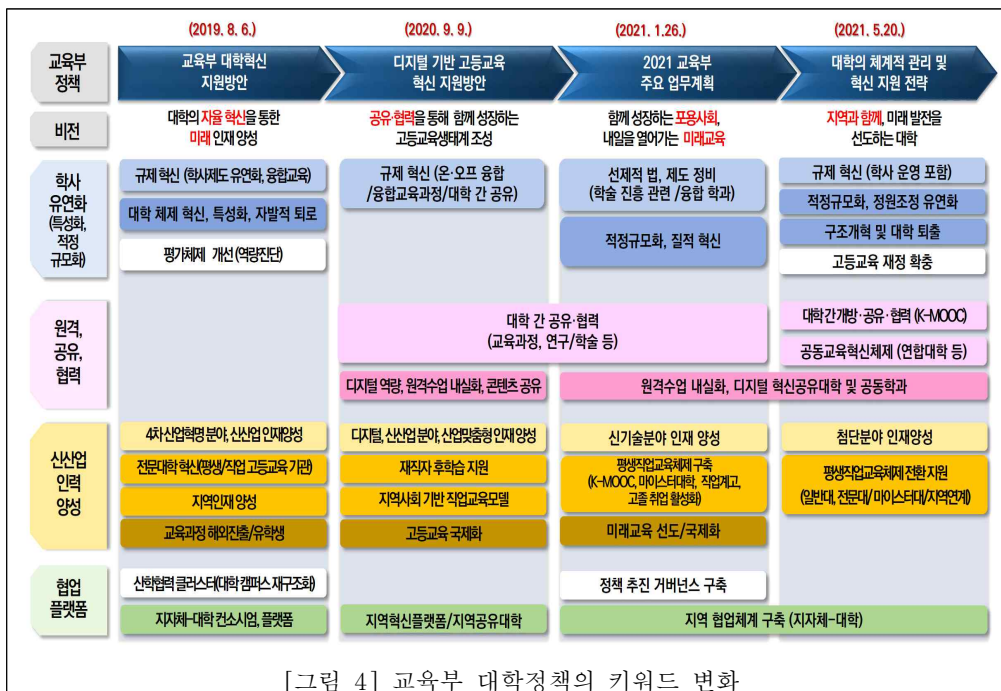 (2019. 8. 6.)
(2020. 9. 9.)
(2021. 1.26.)
(2021. 5.20.)
교육부
정책
교육부 대학혁신
지원방안
디지털 기반 고등교육
혁신 지원방안
2021 교육부
주요 업무계획
대학의 체계적 관리 및
혁신 지원 전략
비전
대학의 자율 혁신을 통한
미래 인재 양성
공유·협력을 통해 함께 성장하는
고등교육생태계 조성
함께 성장하는 포용사회,
내일을 열어가는 미래교육
지역과 함께, 미래 발전을
선도하는 대학
학사
유연화
(특성화,
적정
규모화)
규제 혁신 (학사제도 유연화, 융합교육)
대학 체제 혁신, 특성화, 자발적 퇴로
평가체제 개선 (역량진단)
규제 혁신 (온·오프 융합
/융합교육과정/대학 간 공유)
선제적 법, 제도 정비
(학술 진흥 관련 /융합 학과)
적정규모화, 질적 혁신
규제 혁신 (학사 운영 포함)
적정규모화, 정원조정 유연화
구조개혁 및 대학 퇴출
고등교육 재정 확충
원격,
공유,
협력
대학 간 공유·협력
(교육과정, 연구/학술 등)
대학 간 개방·공유·협력 (K-MOOC)
공동교육혁신체제 (연합대학 등)
디지털 역량, 원격수업 내실화, 콘텐츠 공유
원격수업 내실화, 디지털 혁신공유대학 및 공동학과
신산업
인력
양성
4차 산업혁명 분야, 신산업 인재양성
전문대학 혁신(평생/직업 고등교육 기관)
지역인재 양성
교육과정 해외진출/유학생
디지털, 신산업 분야, 산업맞춤형 인재 양성
재직자 후학습 지원
지역사회 기반 직업교육모델
고등교육 국제화
신기술분야 인재 양성
평생직업교육체제 구축
(K-MOOC, 마이스터대학, 직업계고,
고졸 취업 활성화)
미래교육 선도/국제화
첨단분야 인재양성
평생직업교육체제 전환 지원
(일반대, 전문대/ 마이스터대/지역연계)
협업
플랫폼
산학협력 클러스터(대학 캠퍼스 재구조화)
지자체-대학 컨소시엄, 플랫폼
지역혁신플랫폼/지역공유대학
정책 추진 거버넌스 구축
지역 협업체계 구축 (지자체-대학)
[그림 4] 교육부 대학정책의 키워드 변화